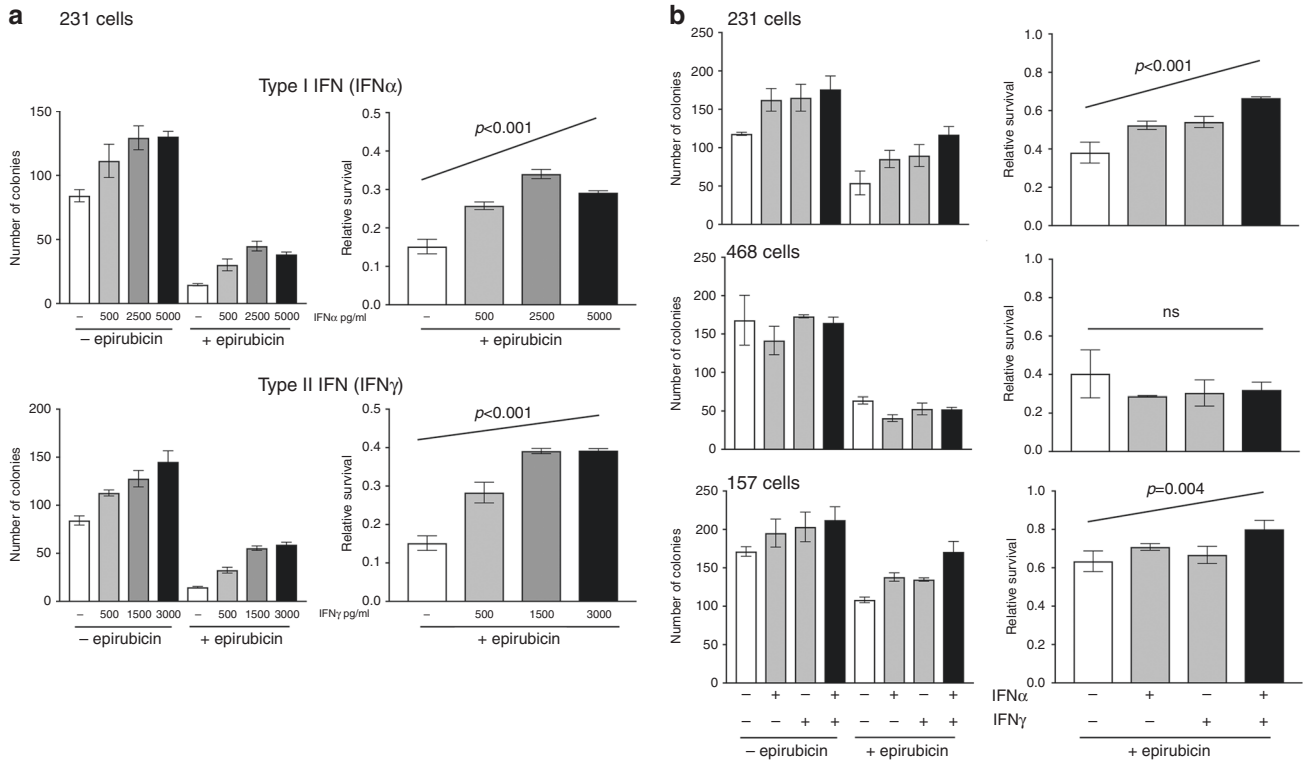 a 231 cells
Type I IFN (IFNα)
Number of colonies
150
100
50
0
– 500 2500 5000 – 500 2500 5000 IFNα pg/ml
– epirubicin + epirubicin
Relative survival
0.5
0.4
0.3
0.2
0.1
0.0
p<0.001
– 500 2500 5000
+ epirubicin
Type II IFN (IFNγ)
Number of colonies
200
150
100
50
0
– 500 1500 3000 – 500 1500 3000 IFNγ pg/ml
– epirubicin + epirubicin
Relative survival
0.5
0.4
0.3
0.2
0.1
0.0
p<0.001
– 500 1500 3000
+ epirubicin
b 231 cells
Number of colonies
250
200
150
100
50
0
Relative survival
1.0
0.8
0.6
0.4
0.2
0.0
p<0.001
468 cells
Number of colonies
250
200
150
100
50
0
Relative survival
1.0
0.8
0.6
0.4
0.2
0.0
ns
157 cells
Number of colonies
250
200
150
100
50
0
Relative survival
1.0
0.8
0.6
0.4
0.2
0.0
p=0.004
– + – + – + – + IFNα – + – +
– – + + – – + + IFNγ – – + +
– epirubicin + epirubicin + epirubicin